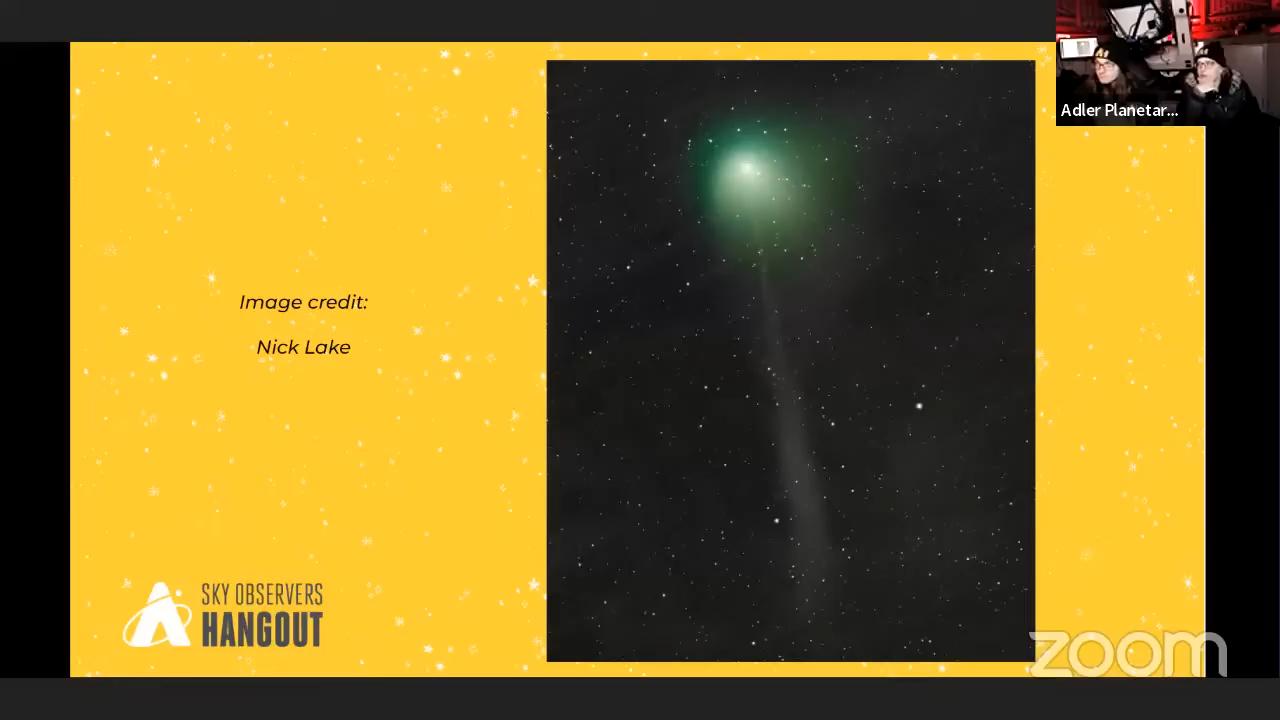 Adler Planetar...
Image credit:
Nick Lake
SKY OBSERVERS
HANGOUT
zoom